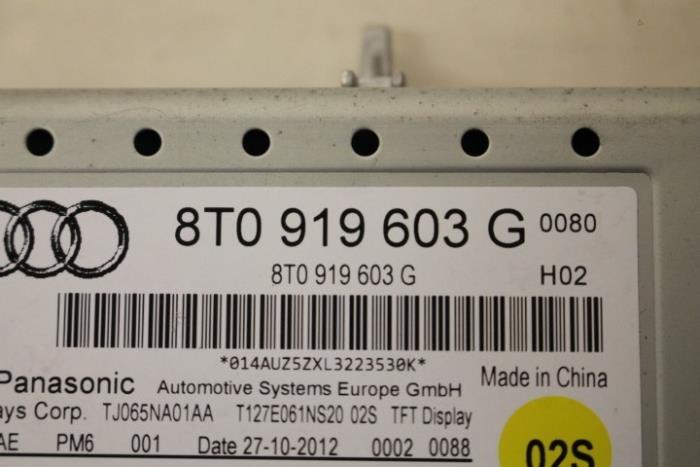 8T0 919 603 G 0080
8T0 919 603 G H02
*014AUZ5ZXL3223530K*
Panasonic Automotive Systems Europe GmbH Made in China
ays Corp. TJ065NA01AA T127E061NS20 02S TFT Display
AE PM6 001 Date 27-10-2012 0002 0088
02S